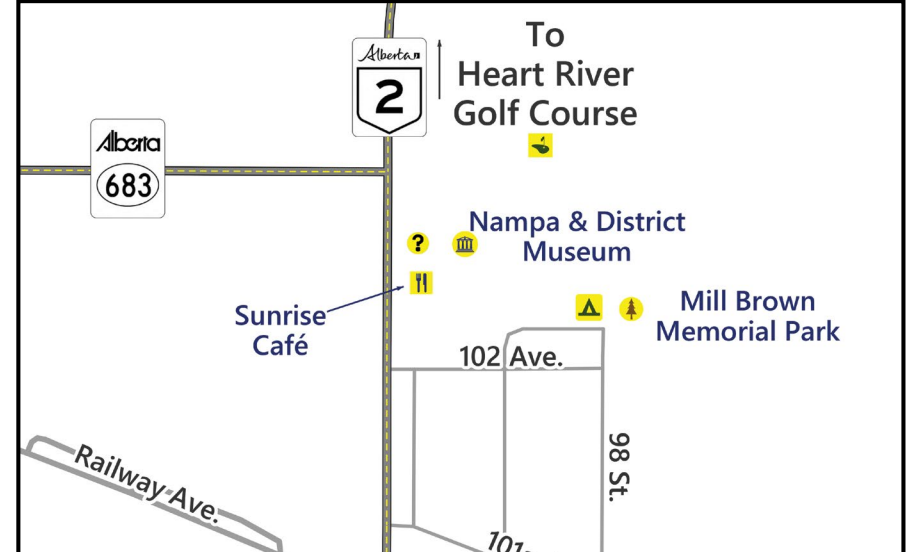 To
Heart River
Golf Course
Alberta
2
Alberta
683
?
Nampa & District
Museum
Sunrise
Café
Mill Brown
Memorial Park
102 Ave.
98 St.
Railway Ave.
101